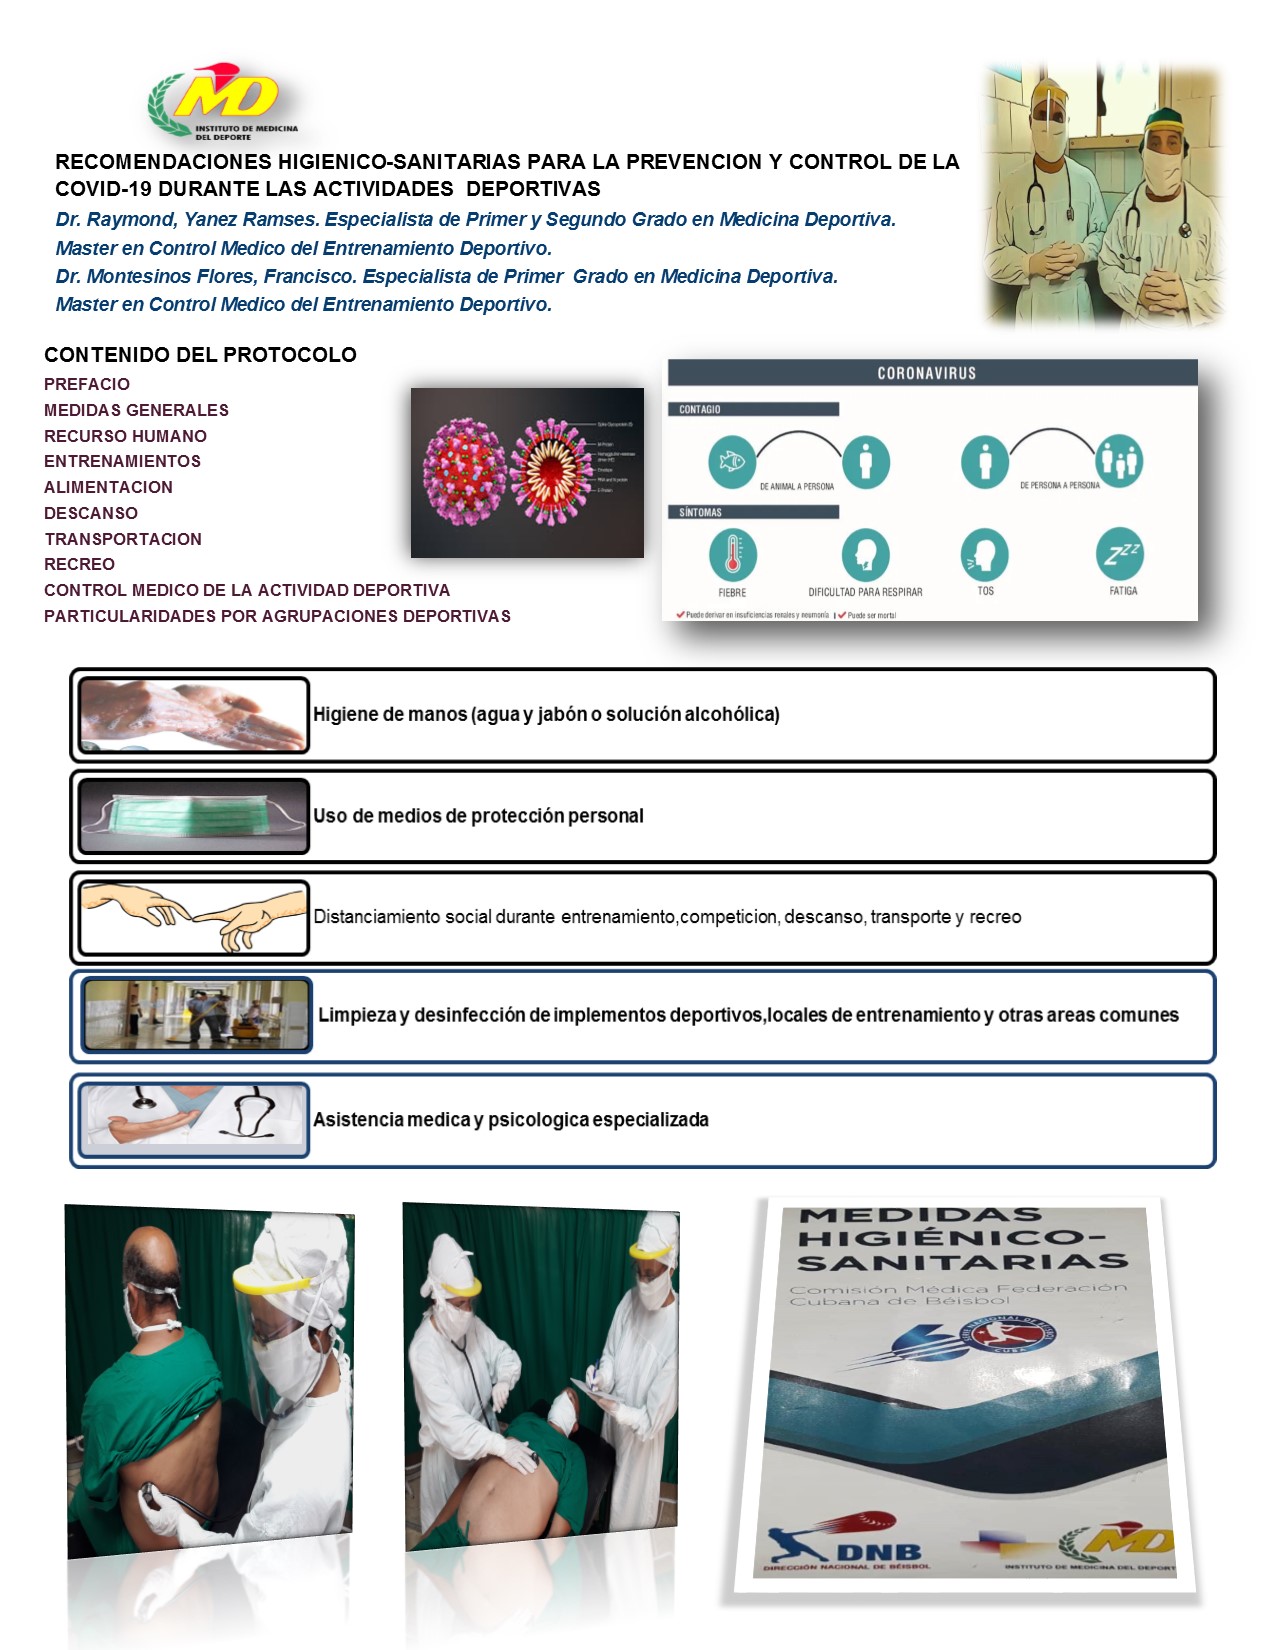 MD
INSTITUTO DE MEDICINA
DEL DEPORTE
RECOMENDACIONES HIGIENICO-SANITARIAS PARA LA PREVENCION Y CONTROL DE LA
COVID-19 DURANTE LAS ACTIVIDADES DEPORTIVAS
Dr. Raymond, Yanez Ramses. Especialista de Primer y Segundo Grado en Medicina Deportiva.
Master en Control Medico del Entrenamiento Deportivo.
Dr. Montesinos Flores, Francisco. Especialista de Primer Grado en Medicina Deportiva.
Master en Control Medico del Entrenamiento Deportivo.
CONTENIDO DEL PROTOCOLO
PREFACIO
MEDIDAS GENERALES
RECURSO HUMANO
ENTRENAMIENTOS
ALIMENTACION
DESCANSO
TRANSPORTACION
RECREO
CONTROL MEDICO DE LA ACTIVIDAD DEPORTIVA
PARTICULARIDADES POR AGRUPACIONES DEPORTIVAS
CORONAVIRUS
CONTAGIO
DE ANIMAL A PERSONA
DE PERSONA A PERSONA
SÍNTOMAS
ZZZ
FIEBRE
DIFICULTAD PARA RESPIRAR
TOS
FATIGA
Puede derivar en insuficiencias renales y neumonía | Puede ser mortal
Higiene de manos (agua y jabón o solución alcohólica)
Uso de medios de protección personal
Distanciamiento social durante entrenamiento,competicion, descanso, transporte y recreo
Limpieza y desinfección de implementos deportivos,locales de entrenamiento y otras areas comunes
Asistencia medica y psicologica especializada
MEDIDAS
HIGIÉNICO-
SANITARIAS
Comisión Médica Federación
Cubana de Béisbol
60
SERIE NACIONAL DE BÉISBOL
CUBA
DNB
DIRECCIÓN NACIONAL DE BÉISBOL
MD
INSTITUTO DE MEDICINA DEL DEPORT